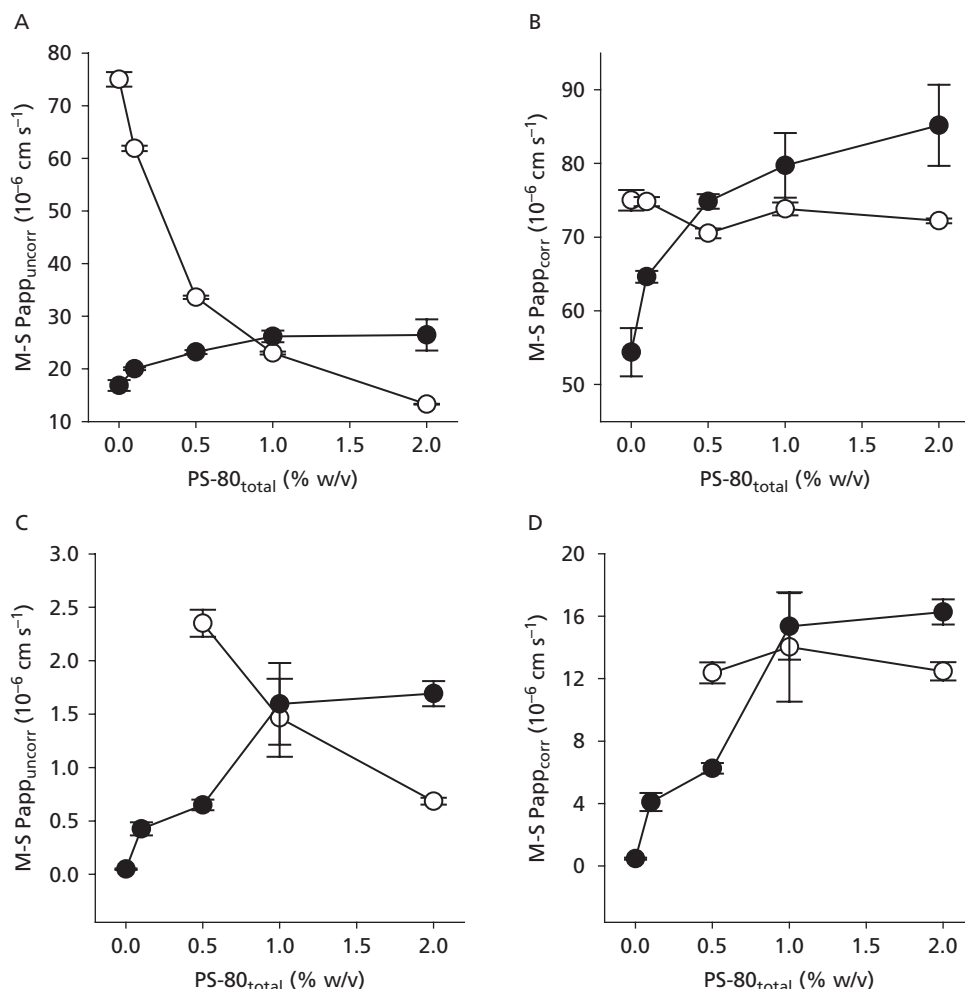 A
M-S Papp_uncorr (10⁻⁶ cm s⁻¹)
80
70
60
50
40
30
20
10
0.0 0.5 1.0 1.5 2.0
PS-80_total (% w/v)
B
M-S Papp_corr (10⁻⁶ cm s⁻¹)
90
80
70
60
50
0.0 0.5 1.0 1.5 2.0
PS-80_total (% w/v)
C
M-S Papp_uncorr (10⁻⁶ cm s⁻¹)
3.0
2.5
2.0
1.5
1.0
0.5
0.0
0.0 0.5 1.0 1.5 2.0
PS-80_total (% w/v)
D
M-S Papp_corr (10⁻⁶ cm s⁻¹)
20
16
12
8
4
0
0.0 0.5 1.0 1.5 2.0
PS-80_total (% w/v)